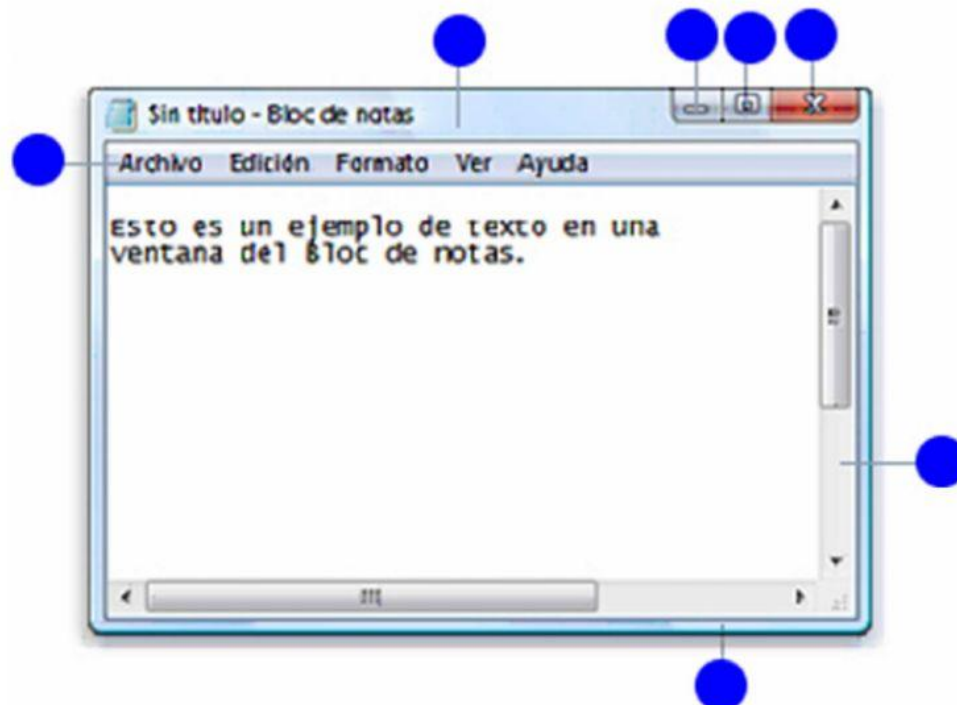 Sin título - Bloc de notas
Archivo Edición Formato Ver Ayuda
Esto es un ejemplo de texto en una
ventana del Bloc de notas.